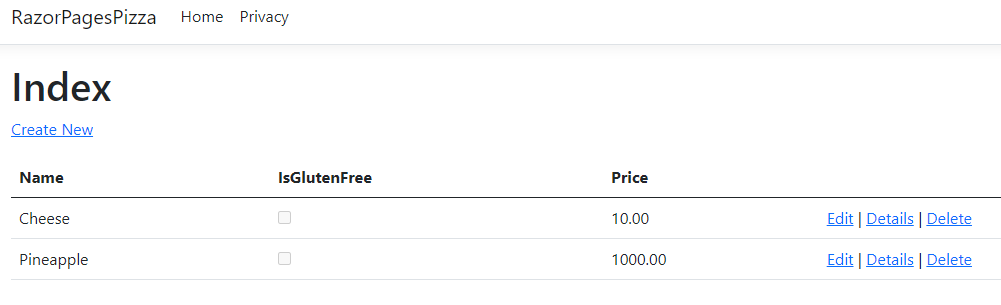 RazorPagesPizza Home Privacy
Index
Create New
Name IsGlutenFree Price
Cheese 10.00 Edit | Details | Delete
Pineapple 1000.00 Edit | Details | Delete